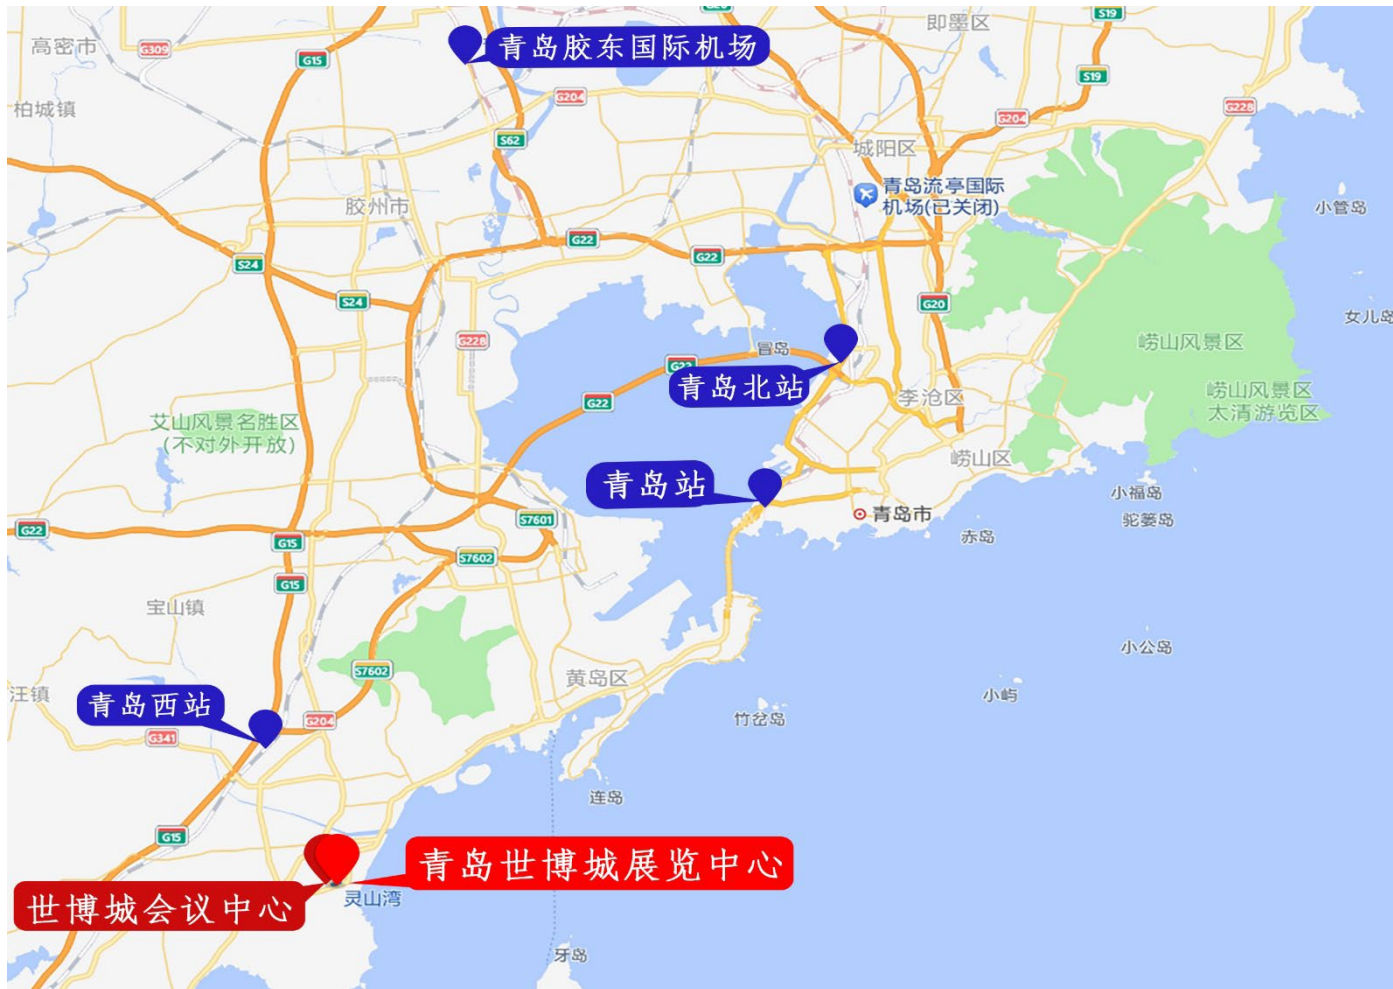 S19
即墨区
高密市
G309
青岛胶东国际机场
G15
S19
G204
柏城镇
G228
G204
S62
城阳区
青岛流亭国际
机场(已关闭)
胶州市
小管岛
G22
G22
S24
S24
G20
女儿岛
G228
崂山风景区
冒岛
青岛北站
G22
李沧区
崂山风景区
太清游览区
艾山风景名胜区
(不对外开放)
崂山区
青岛站
小福岛
驼篓岛
青岛市
S7601
G22
赤岛
G15
S7602
G15
宝山镇
小公岛
S7602
黄岛区
汪镇
小屿
青岛西站
G204
竹岔岛
G341
连岛
G15
青岛世博城展览中心
世博城会议中心
灵山湾
牙岛